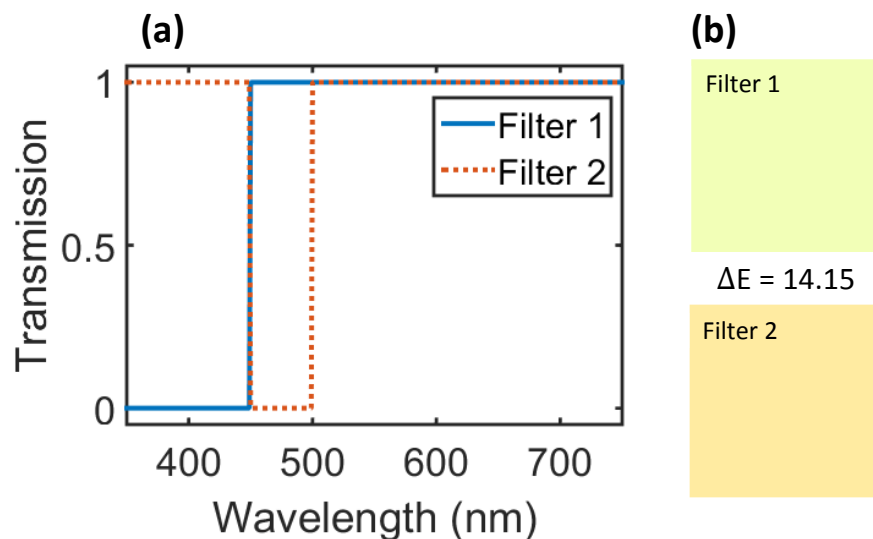 (a)
1
0.5
0
Transmission
Filter 1
Filter 2
400 500 600 700
Wavelength (nm)
(b)
Filter 1
ΔE = 14.15
Filter 2